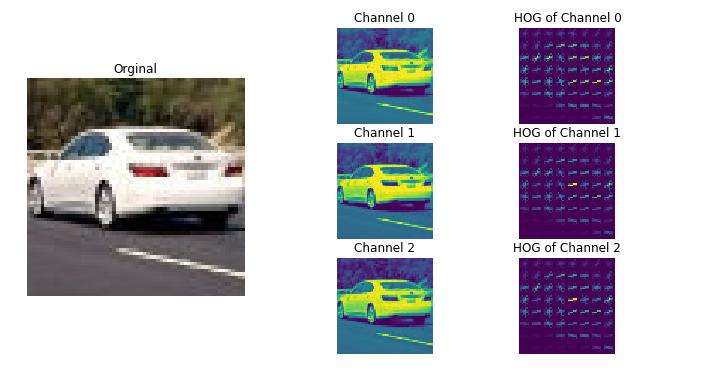 Orginal
Channel 0
HOG of Channel 0
Channel 1
HOG of Channel 1
Channel 2
HOG of Channel 2